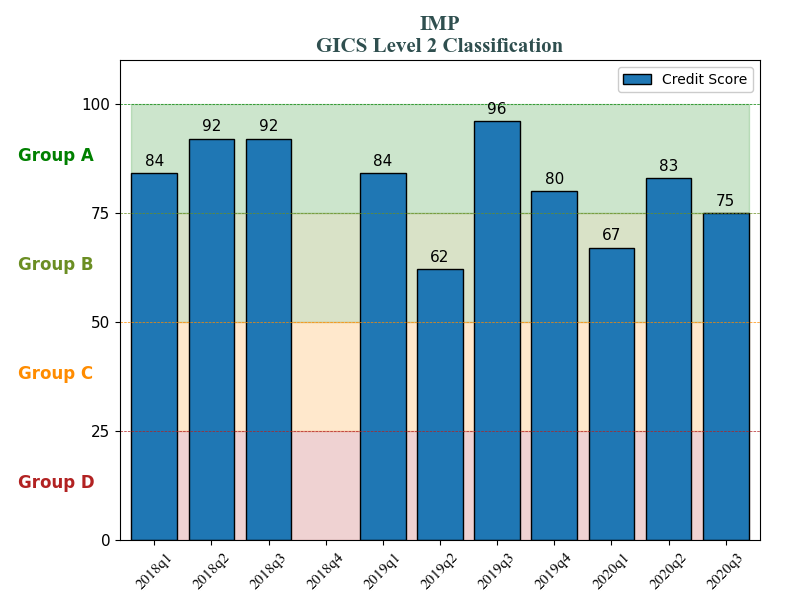 IMP
GICS Level 2 Classification
Credit Score
100
75
50
25
0
Group A
Group B
Group C
Group D
84
92
92
84
62
96
80
67
83
75
2018q1
2018q2
2018q3
2018q4
2019q1
2019q2
2019q3
2019q4
2020q1
2020q2
2020q3